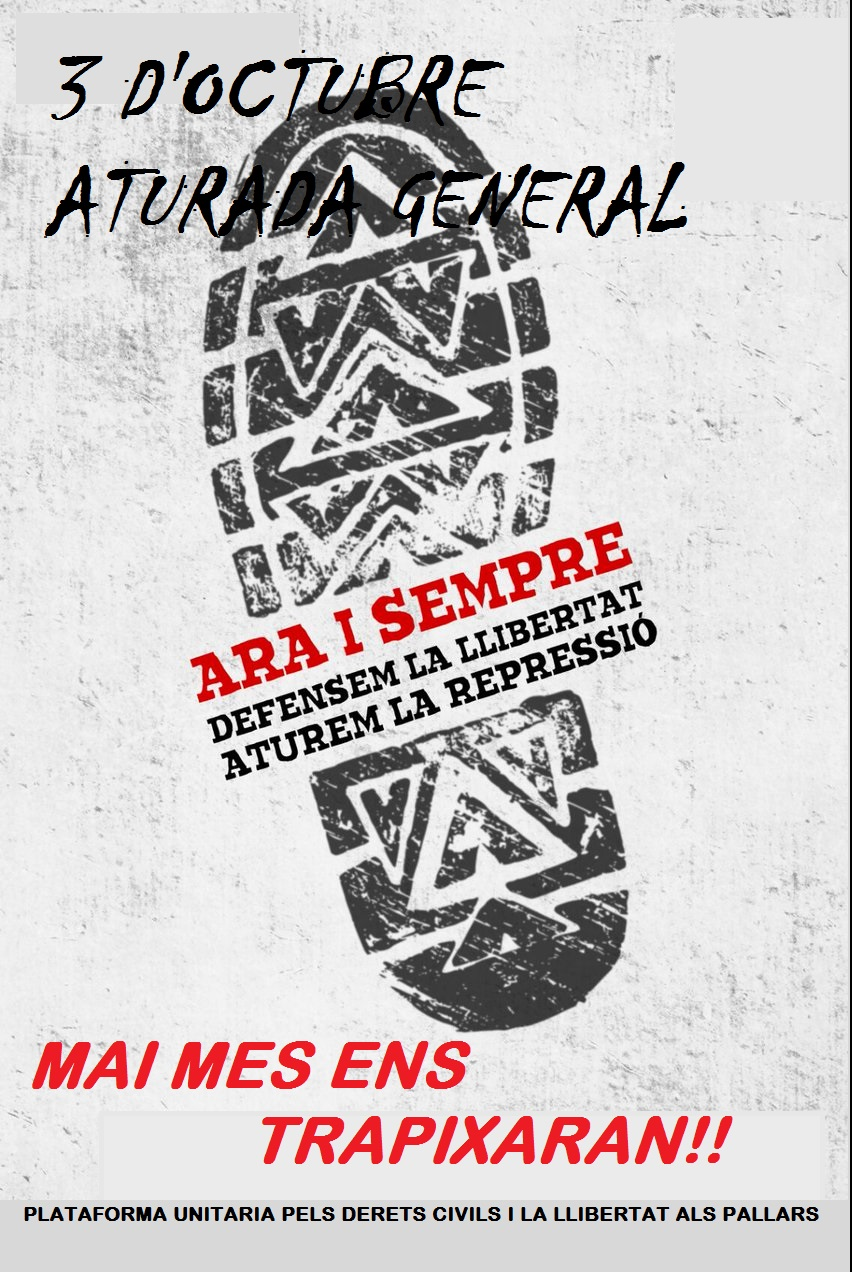 3 D'OCTUBRE
ATURADA GENERAL
ARA I SEMPRE
DEFENSEM LA LLIBERTAT
ATUREM LA REPRESSIÓ
MAI MES ENS
TRAPIXARAN!!
PLATAFORMA UNITARIA PELS DERETS CIVILS I LA LLIBERTAT ALS PALLARS